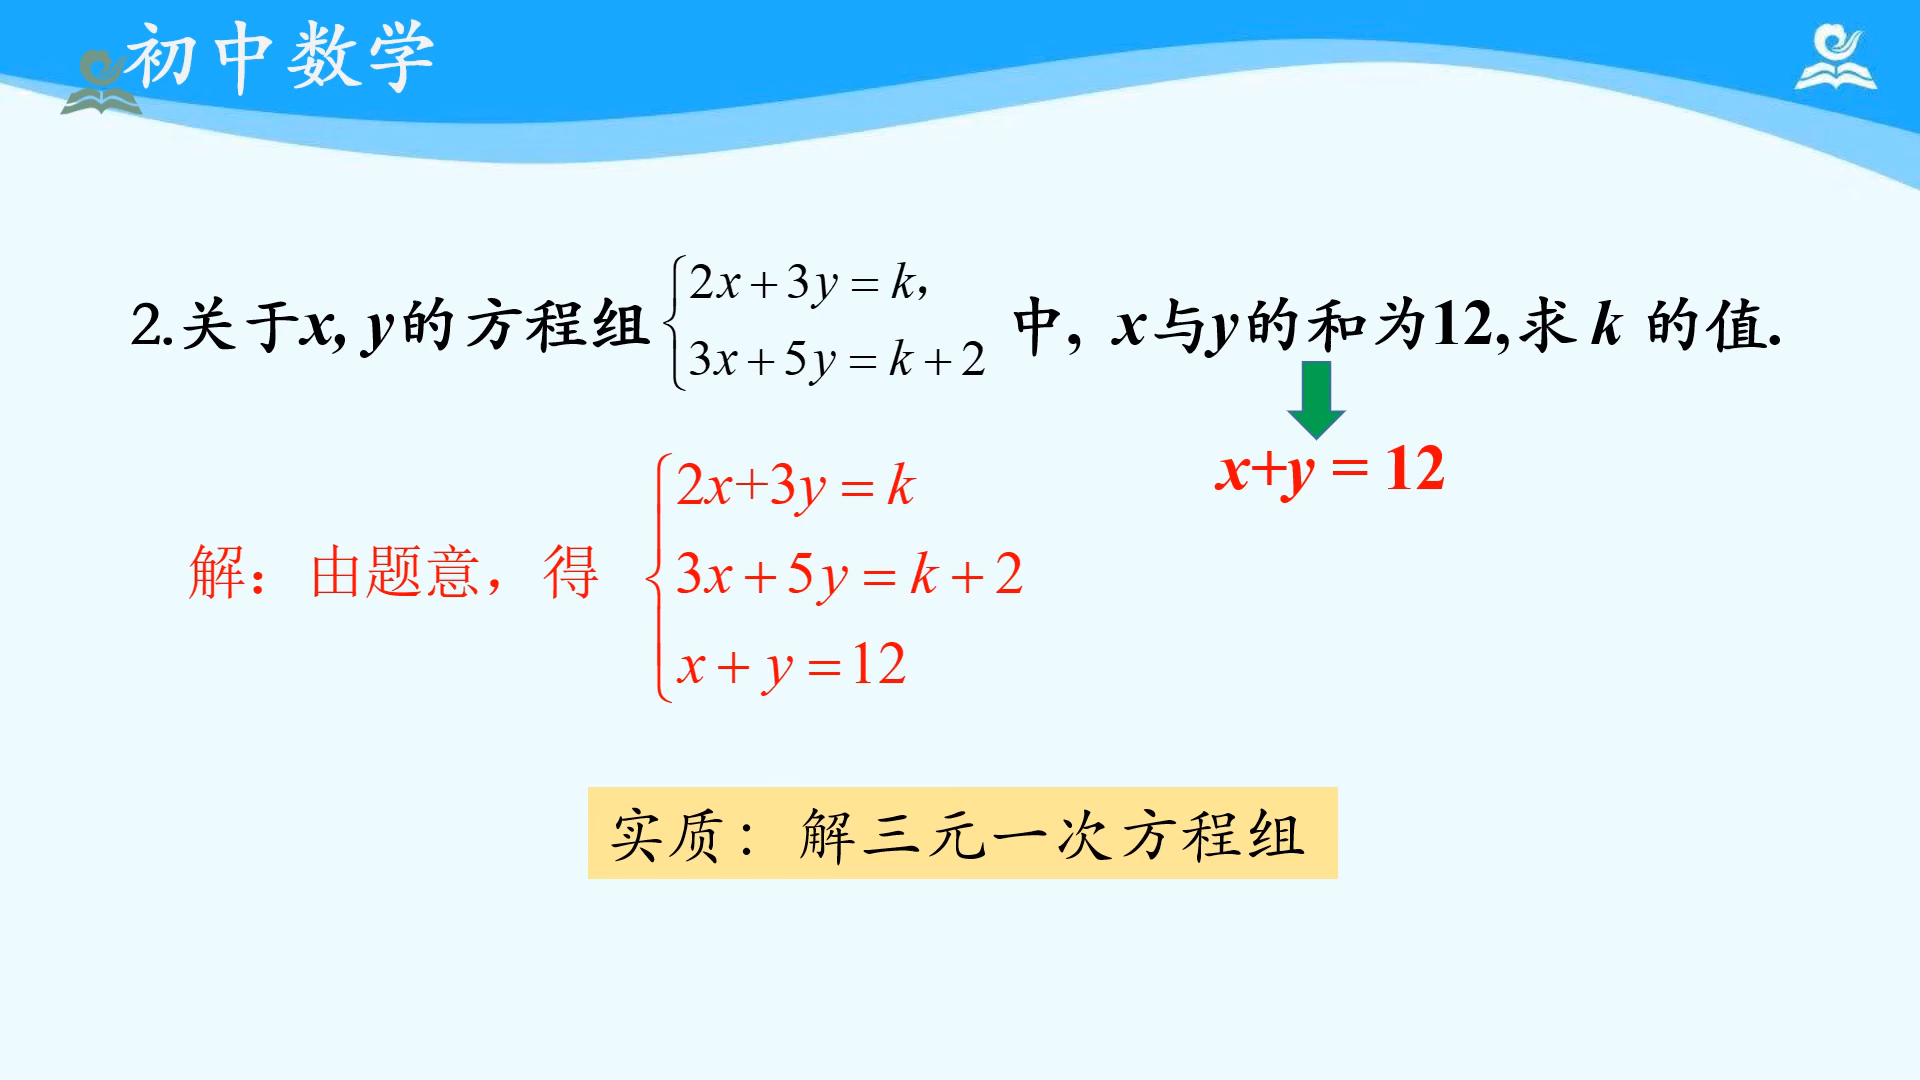 初中数学
2.关于x, y的方程组{2x+3y=k, 3x+5y=k+2 中, x与y的和为12,求 k 的值.
x+y = 12
解：由题意，得
{2x+3y=k
3x+5y=k+2
x+y=12
实质：解三元一次方程组